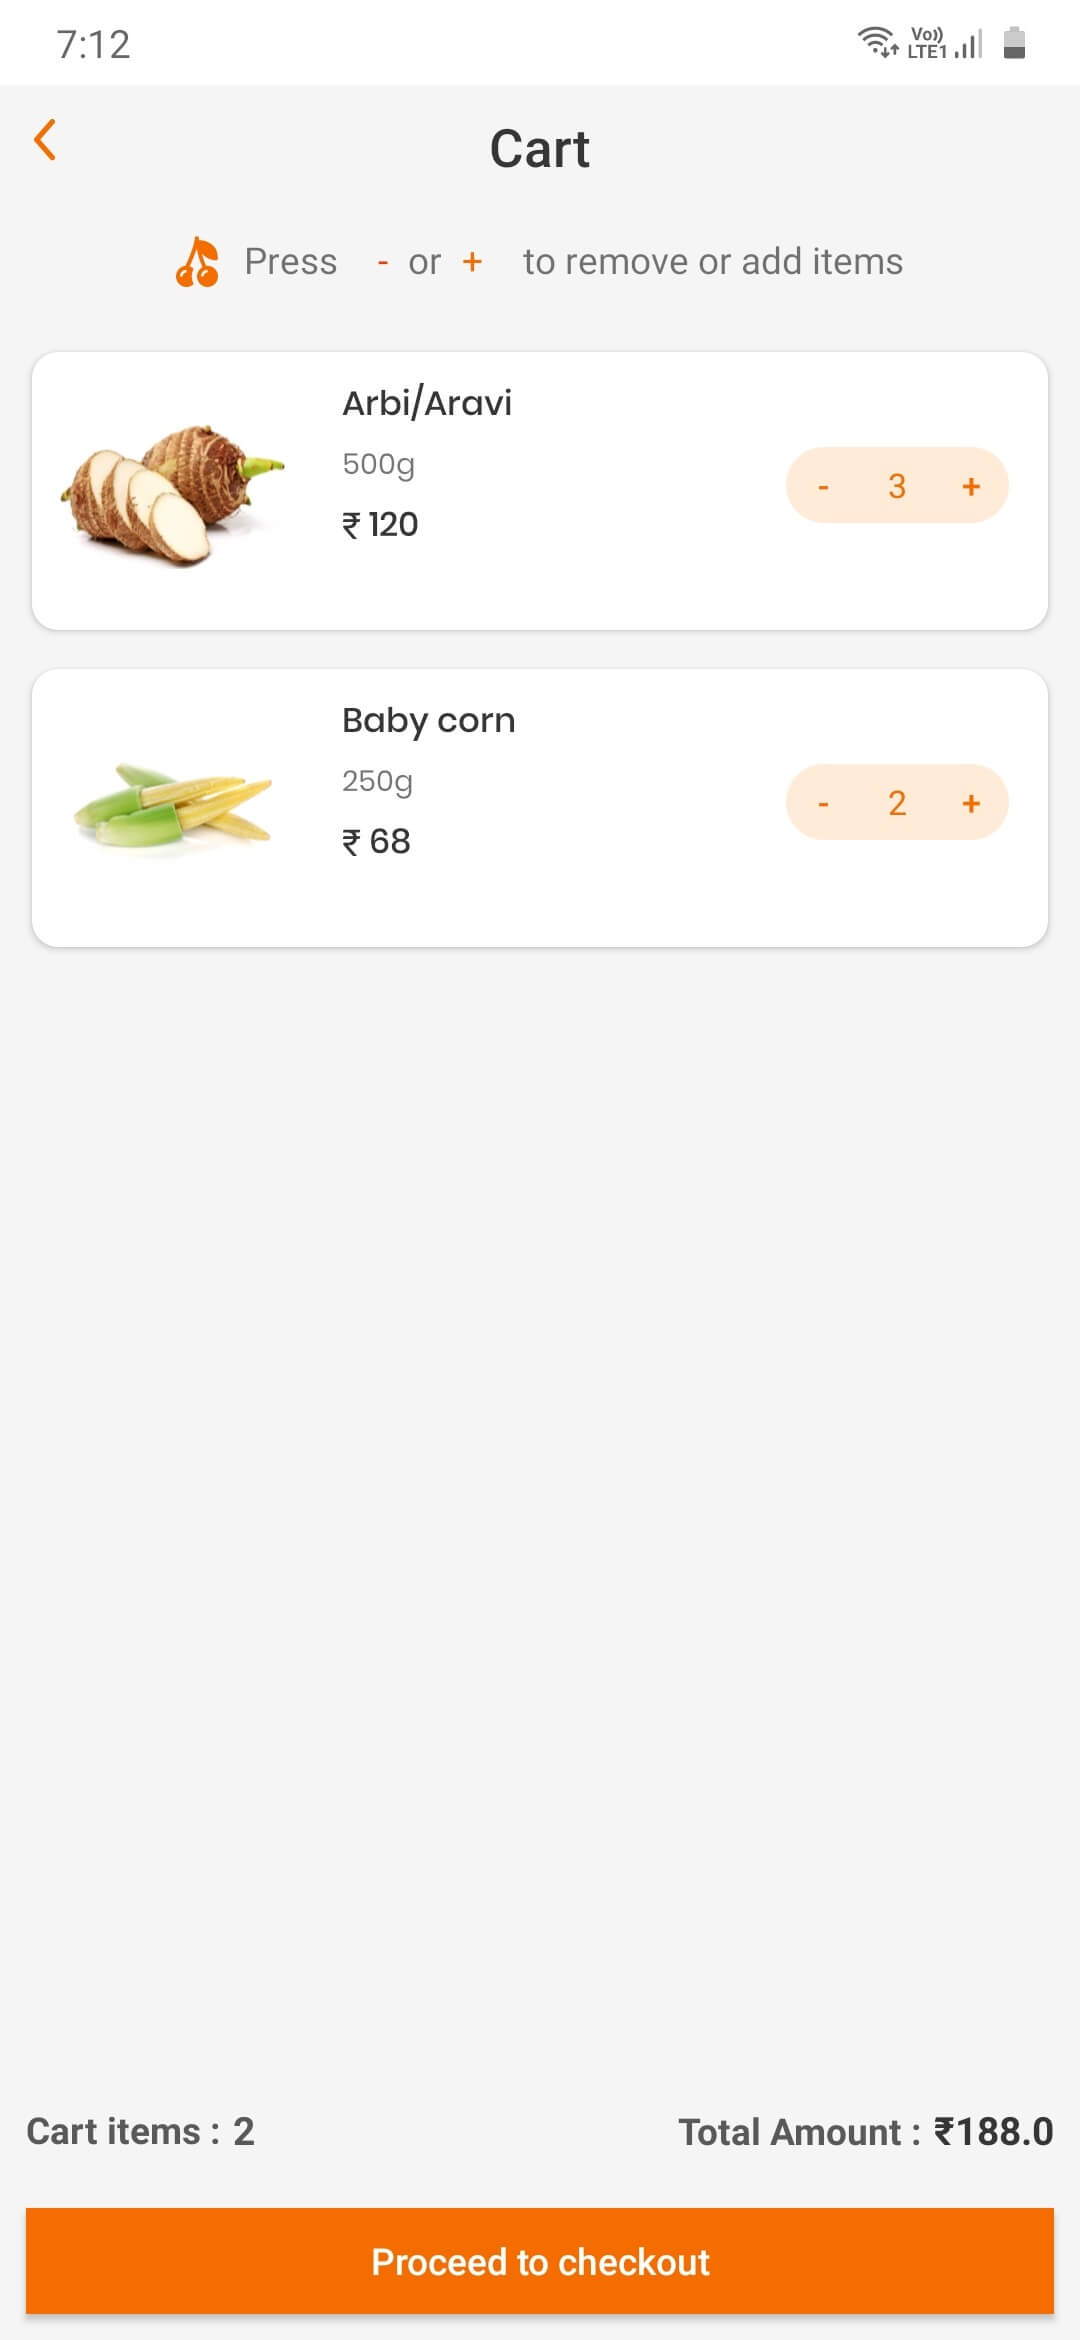 7:12
Vo)) LTE1
Cart
Press - or + to remove or add items
Arbi/Aravi
500g
₹ 120
- 3 +
Baby corn
250g
₹ 68
- 2 +
Cart items : 2
Total Amount : ₹188.0
Proceed to checkout